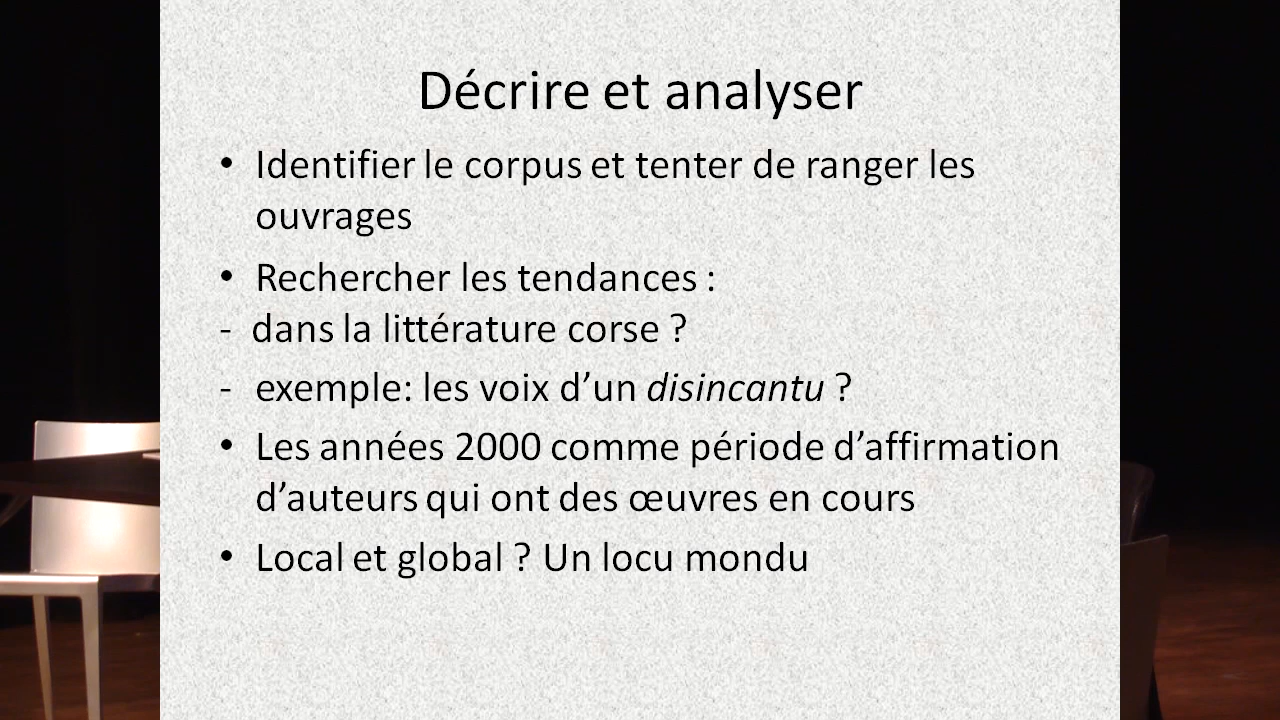 Décrire et analyser
• Identifier le corpus et tenter de ranger les
ouvrages
• Rechercher les tendances :
- dans la littérature corse ?
- exemple: les voix d’un disincantu ?
• Les années 2000 comme période d’affirmation
d’auteurs qui ont des œuvres en cours
• Local et global ? Un locu mondu